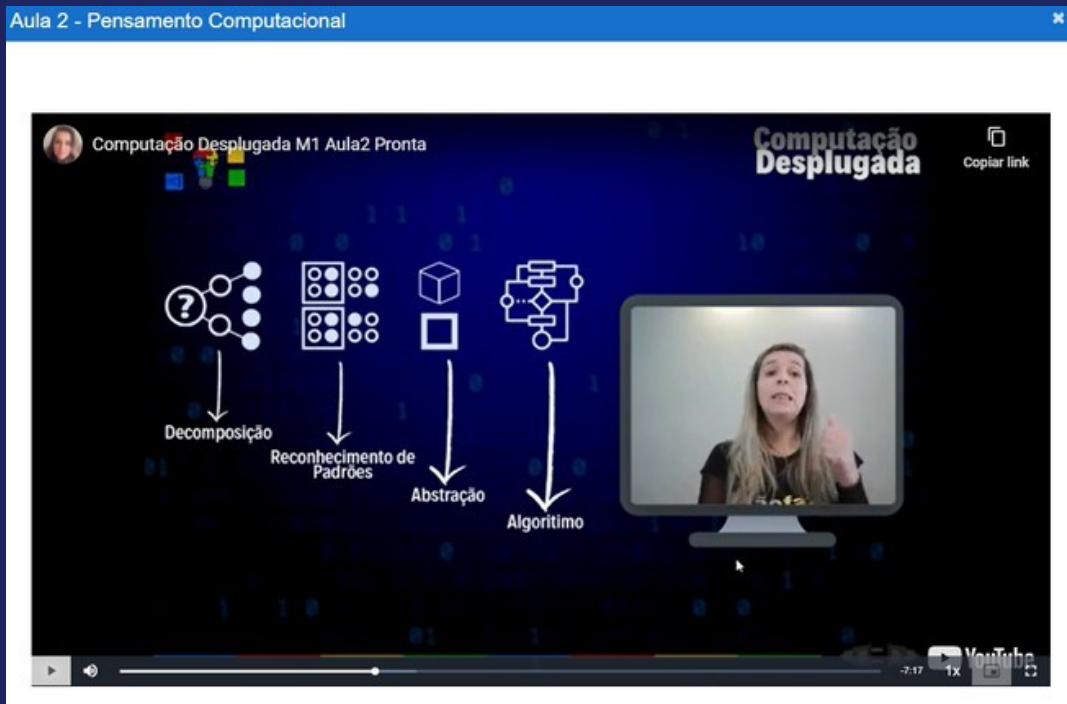 Aula 2 - Pensamento Computacional
Computação Desplugada M1 Aula2 Pronta
Computação
Desplugada
Copiar link
?
Decomposição
Reconhecimento de
Padrões
Abstração
Algoritimo
-7:17
1x
YouTube